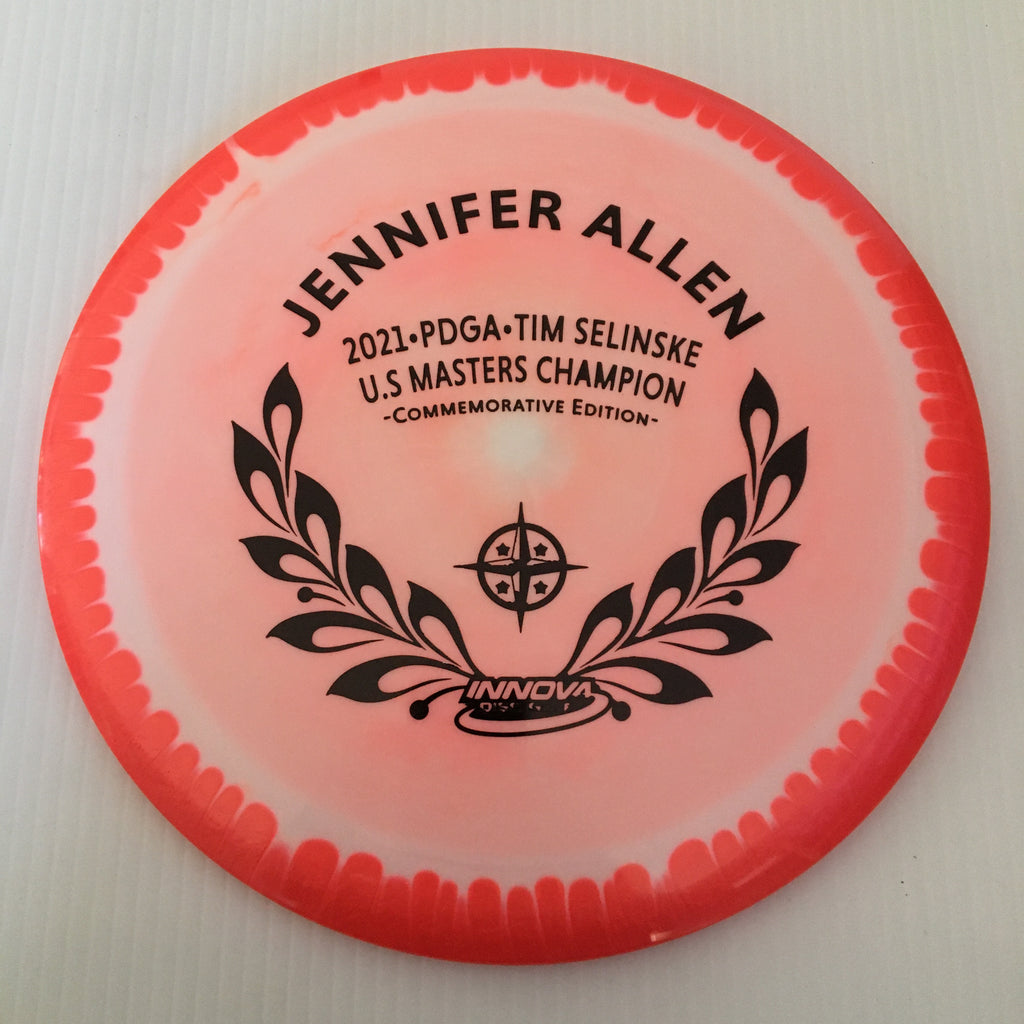 JENNIFER ALLEN
2021•PDGA•TIM SELINSKE
U.S MASTERS CHAMPION
-COMMEMORATIVE EDITION-
INNOVA